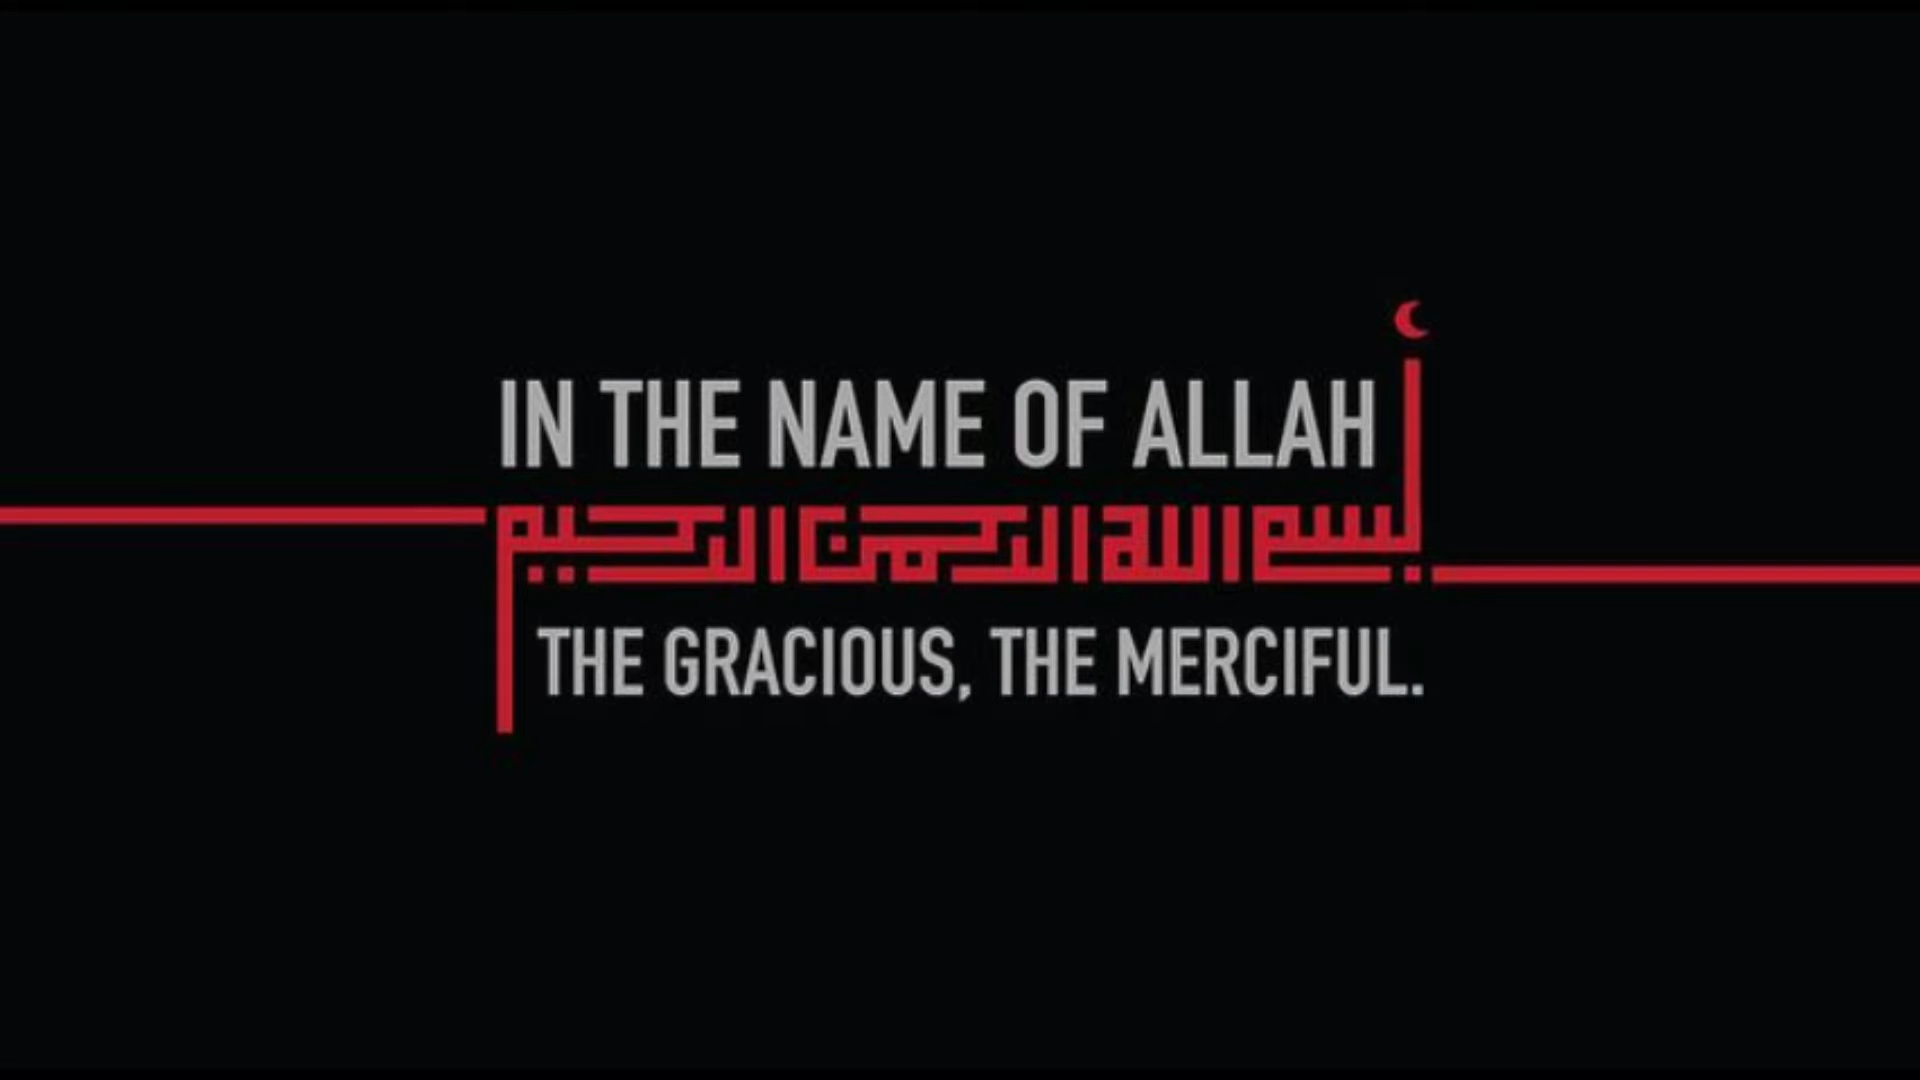 IN THE NAME OF ALLAH
بسم الله الرحمن الرحيم
THE GRACIOUS, THE MERCIFUL.